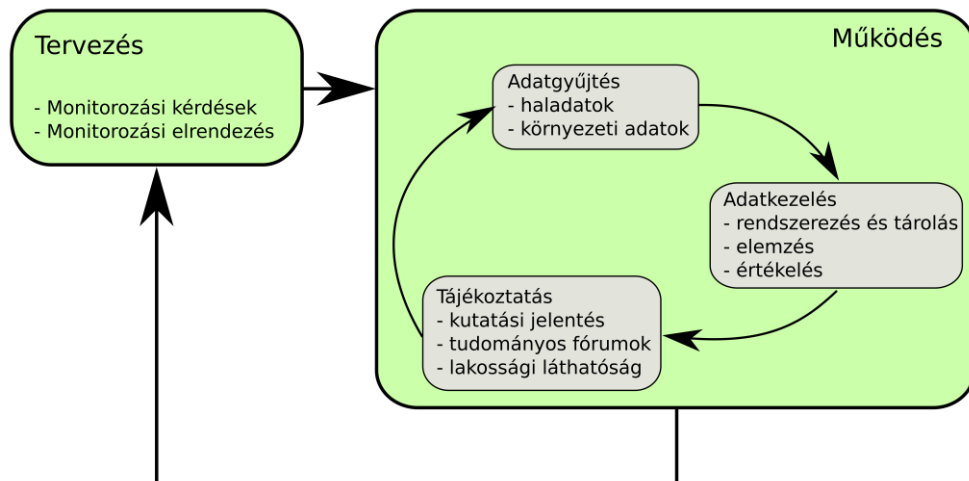 Tervezés
- Monitorozási kérdések
- Monitorozási elrendezés
Működés
Adatgyűjtés
- haladatok
- környezeti adatok
Adatkezelés
- rendszerezés és tárolás
- elemzés
- értékelés
Tájékoztatás
- kutatási jelentés
- tudományos fórumok
- lakossági láthatóság